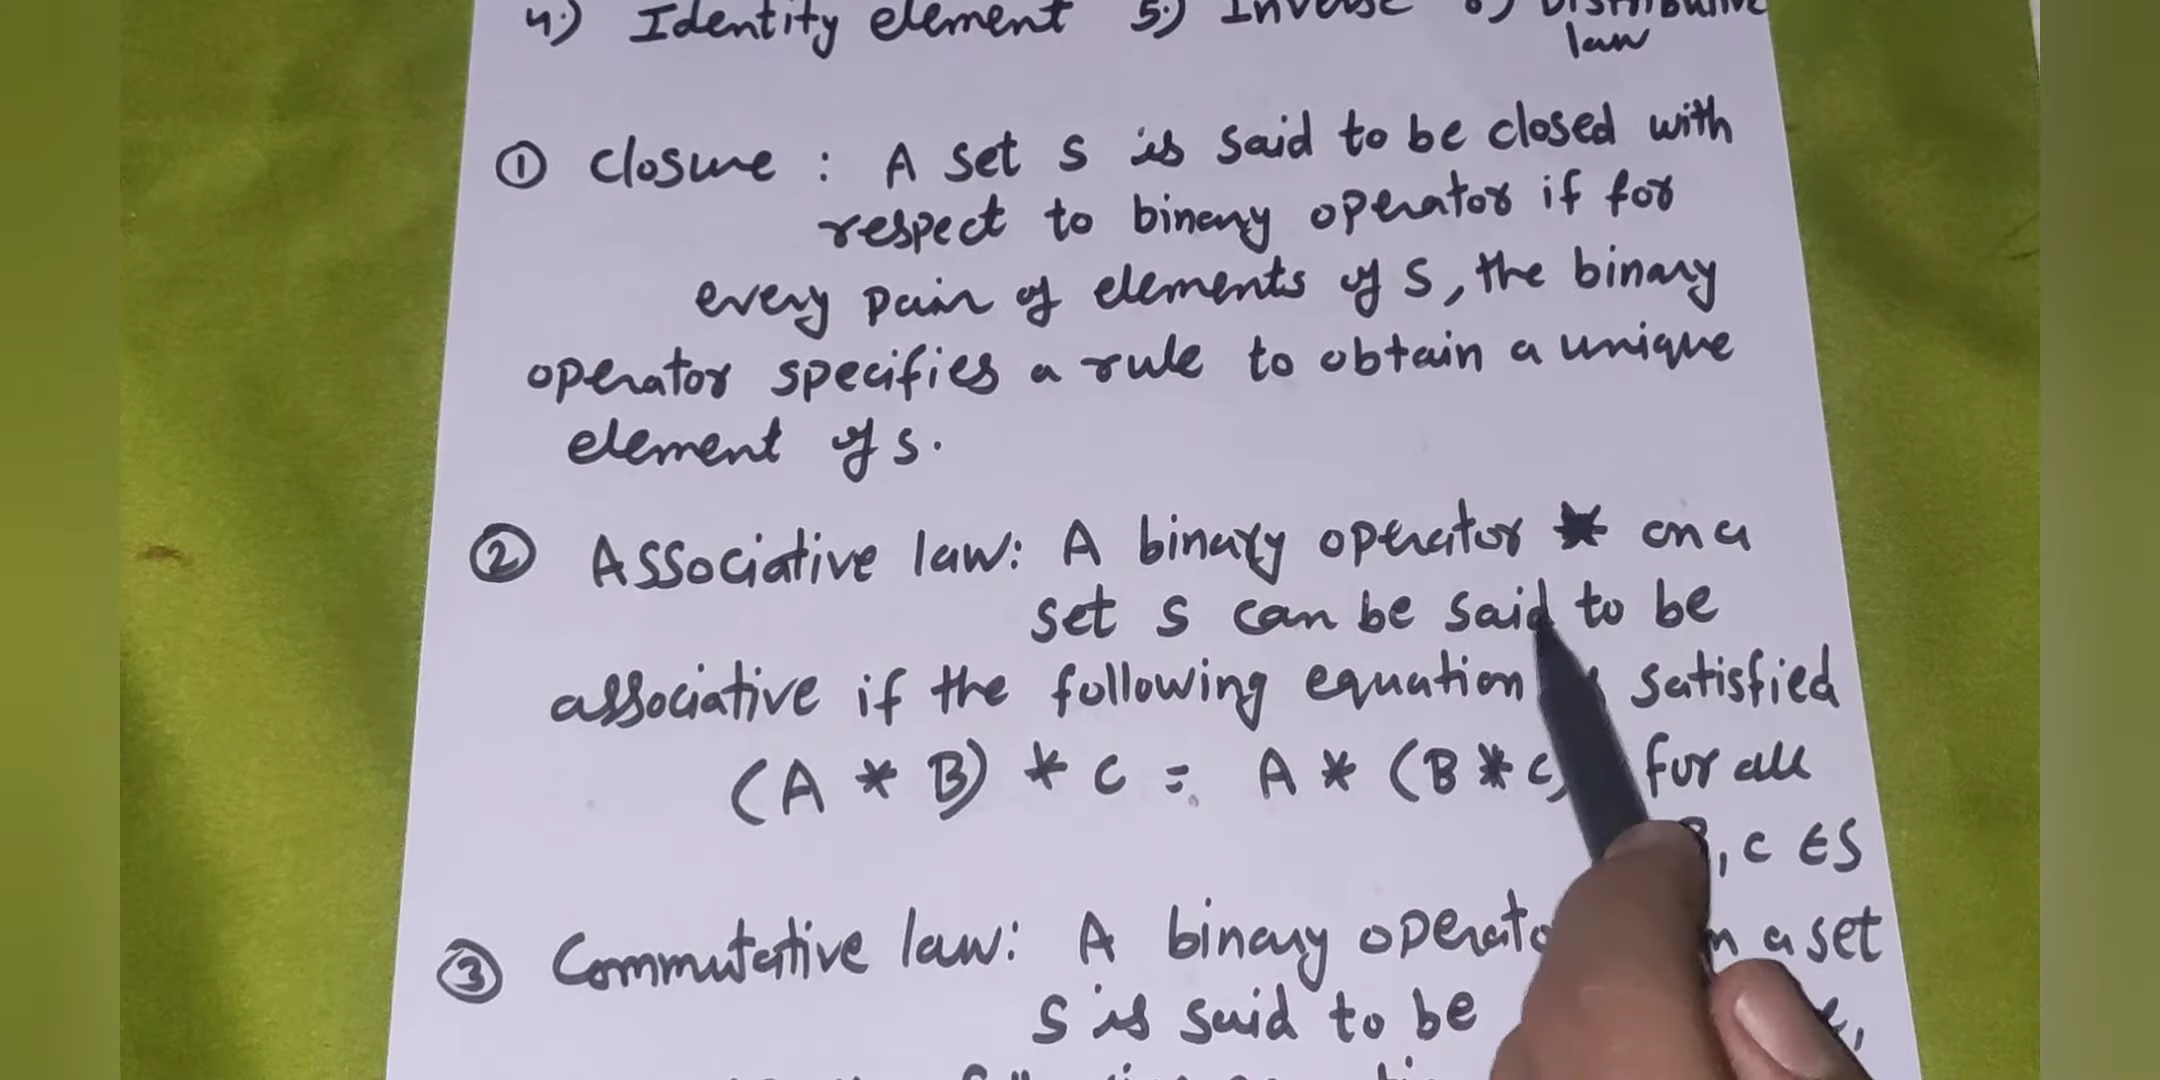 4.) Identity element 5.) Inverse 6) Distributive
law
① Closure : A set S is said to be closed with
respect to binary operator if for
every pair of elements of S, the binary
operator specifies a rule to obtain a unique
element of S.
② Associative law: A binary operator * on a
set S can be said to be
associative if the following equation satisfied
(A * B) * C = A * (B * C) for all
, C ∈ S
③ Commutative law: A binary a set
S is said to be